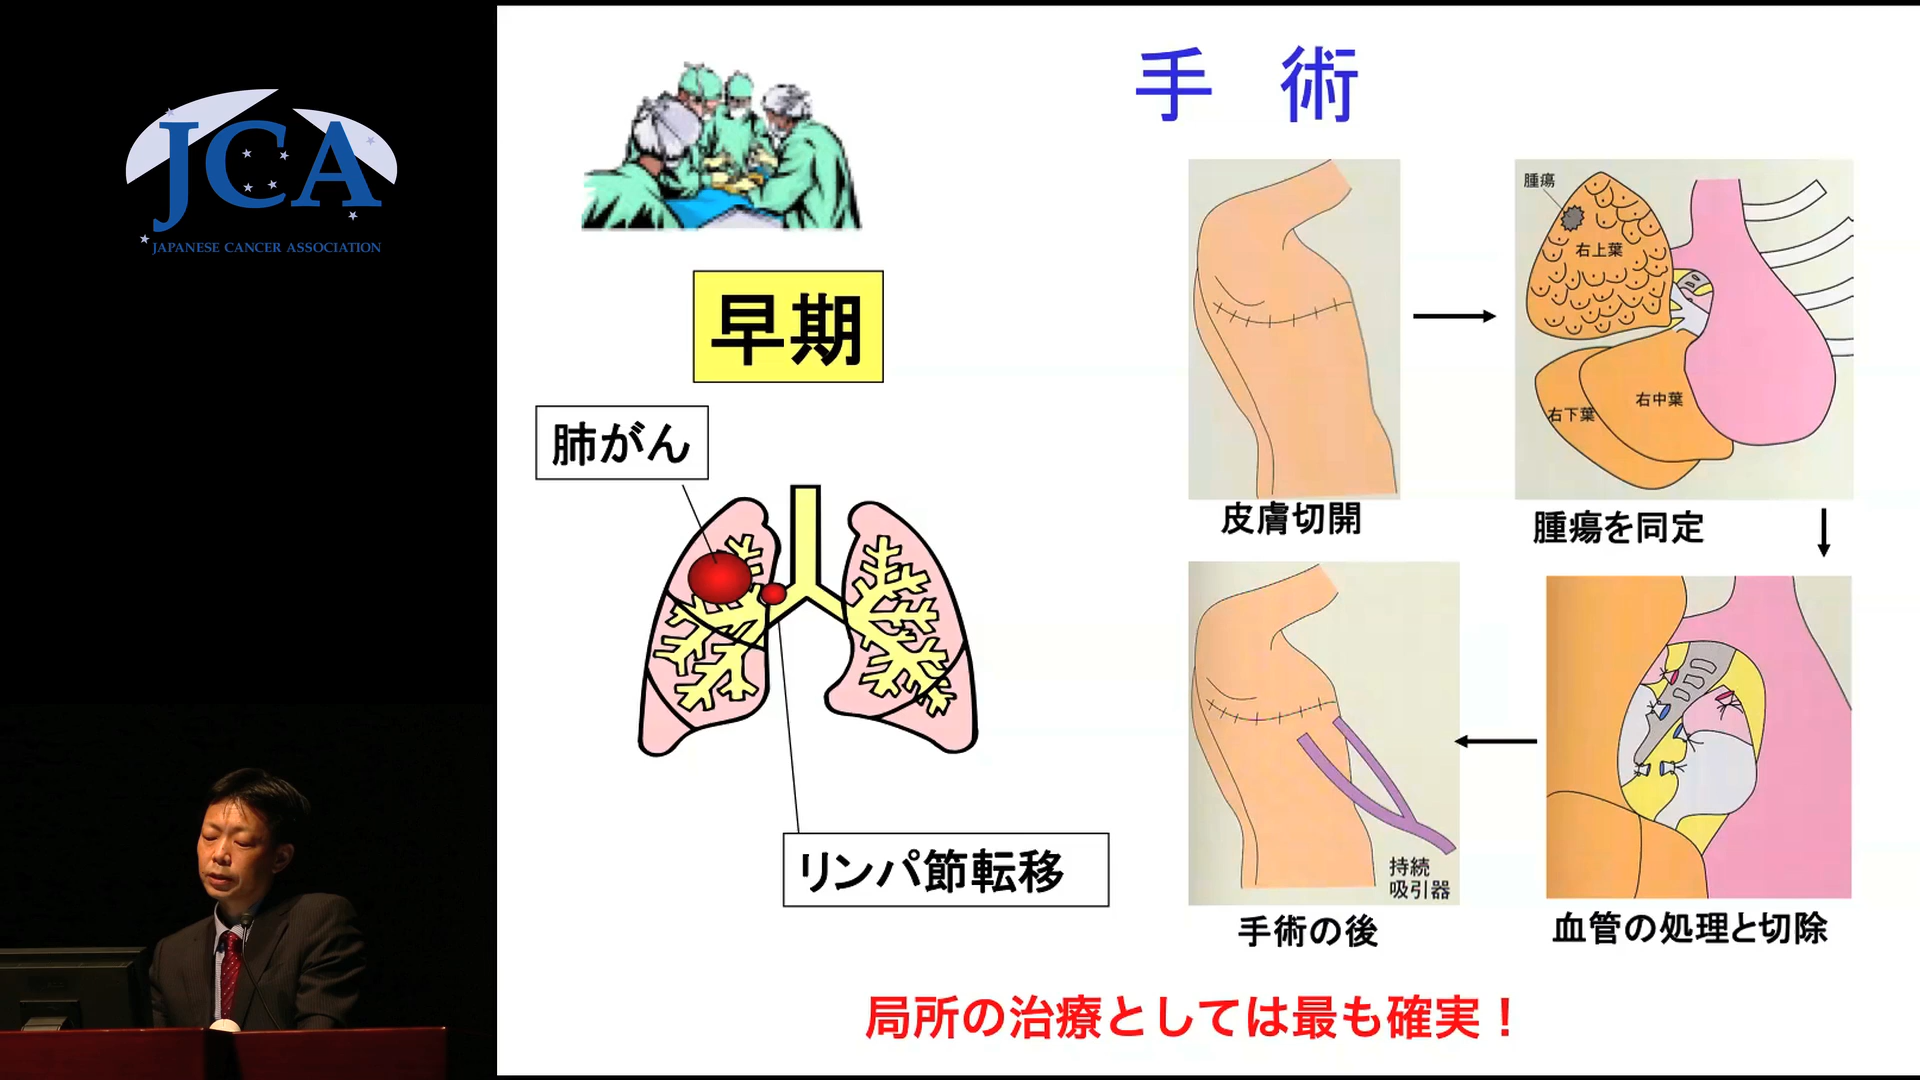 JCA
JAPANESE CANCER ASSOCIATION
手 術
早期
肺がん
リンパ節転移
皮膚切開
腫瘍
右上葉
右中葉
右下葉
腫瘍を同定
持続
吸引器
手術の後
血管の処理と切除
局所の治療としては最も確実！